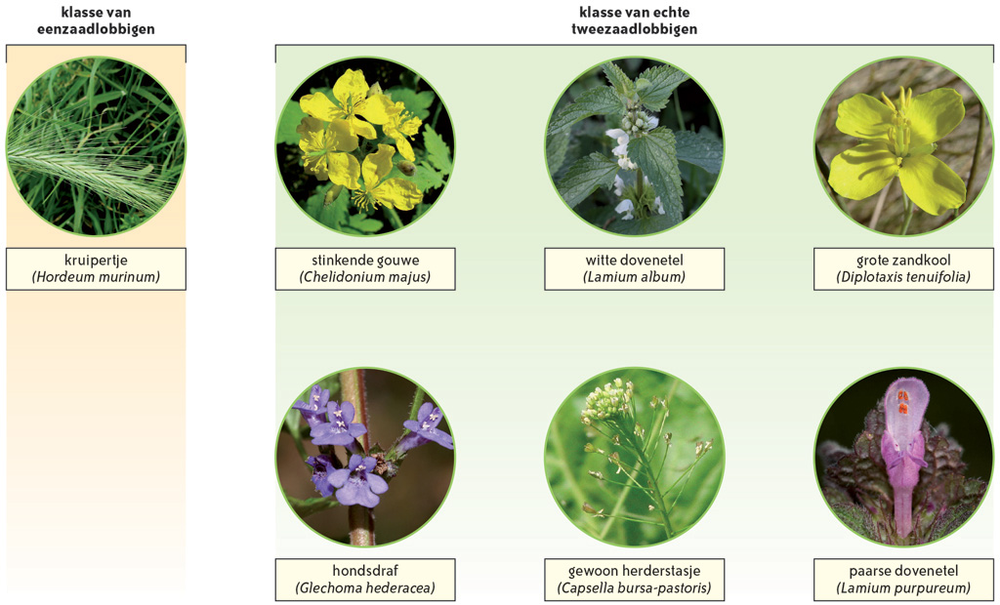 klasse van
eenzaadlobbigen
klasse van echte
tweezaadlobbigen
kruipertje
(Hordeum murinum)
stinkende gouwe
(Chelidonium majus)
witte dovenetel
(Lamium album)
grote zandkool
(Diplotaxis tenuifolia)
hondsdraf
(Glechoma hederacea)
gewoon herderstasje
(Capsella bursa-pastoris)
paarse dovenetel
(Lamium purpureum)